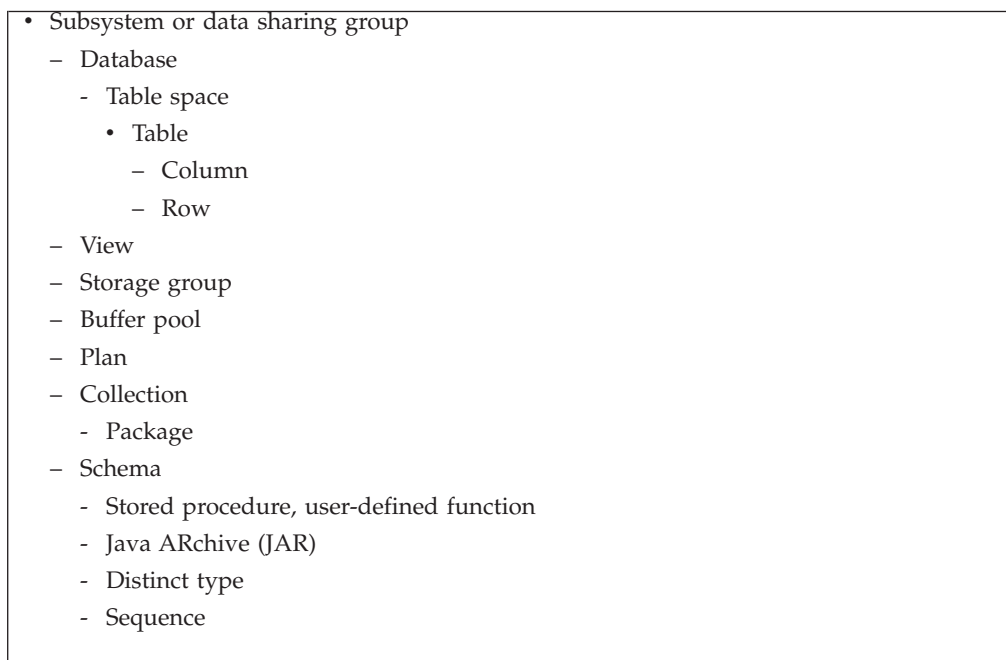 • Subsystem or data sharing group
– Database
- Table space
• Table
– Column
– Row
– View
– Storage group
– Buffer pool
– Plan
– Collection
- Package
– Schema
- Stored procedure, user-defined function
- Java ARchive (JAR)
- Distinct type
- Sequence